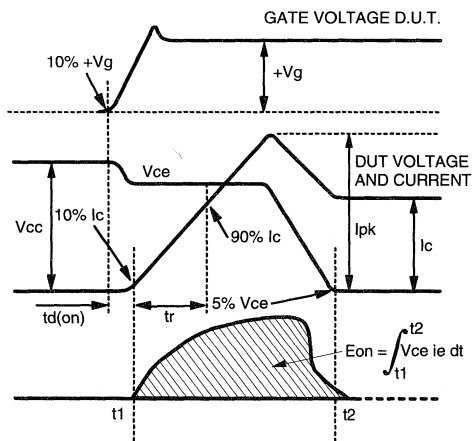 GATE VOLTAGE D.U.T.
10% +Vg
+Vg
Vce
DUT VOLTAGE
AND CURRENT
10% Ic
Vcc
90% Ic
Ipk
Ic
td(on)
tr
5% Vce
t2
Eon = ∫ Vce ie dt
t1
t1
t2